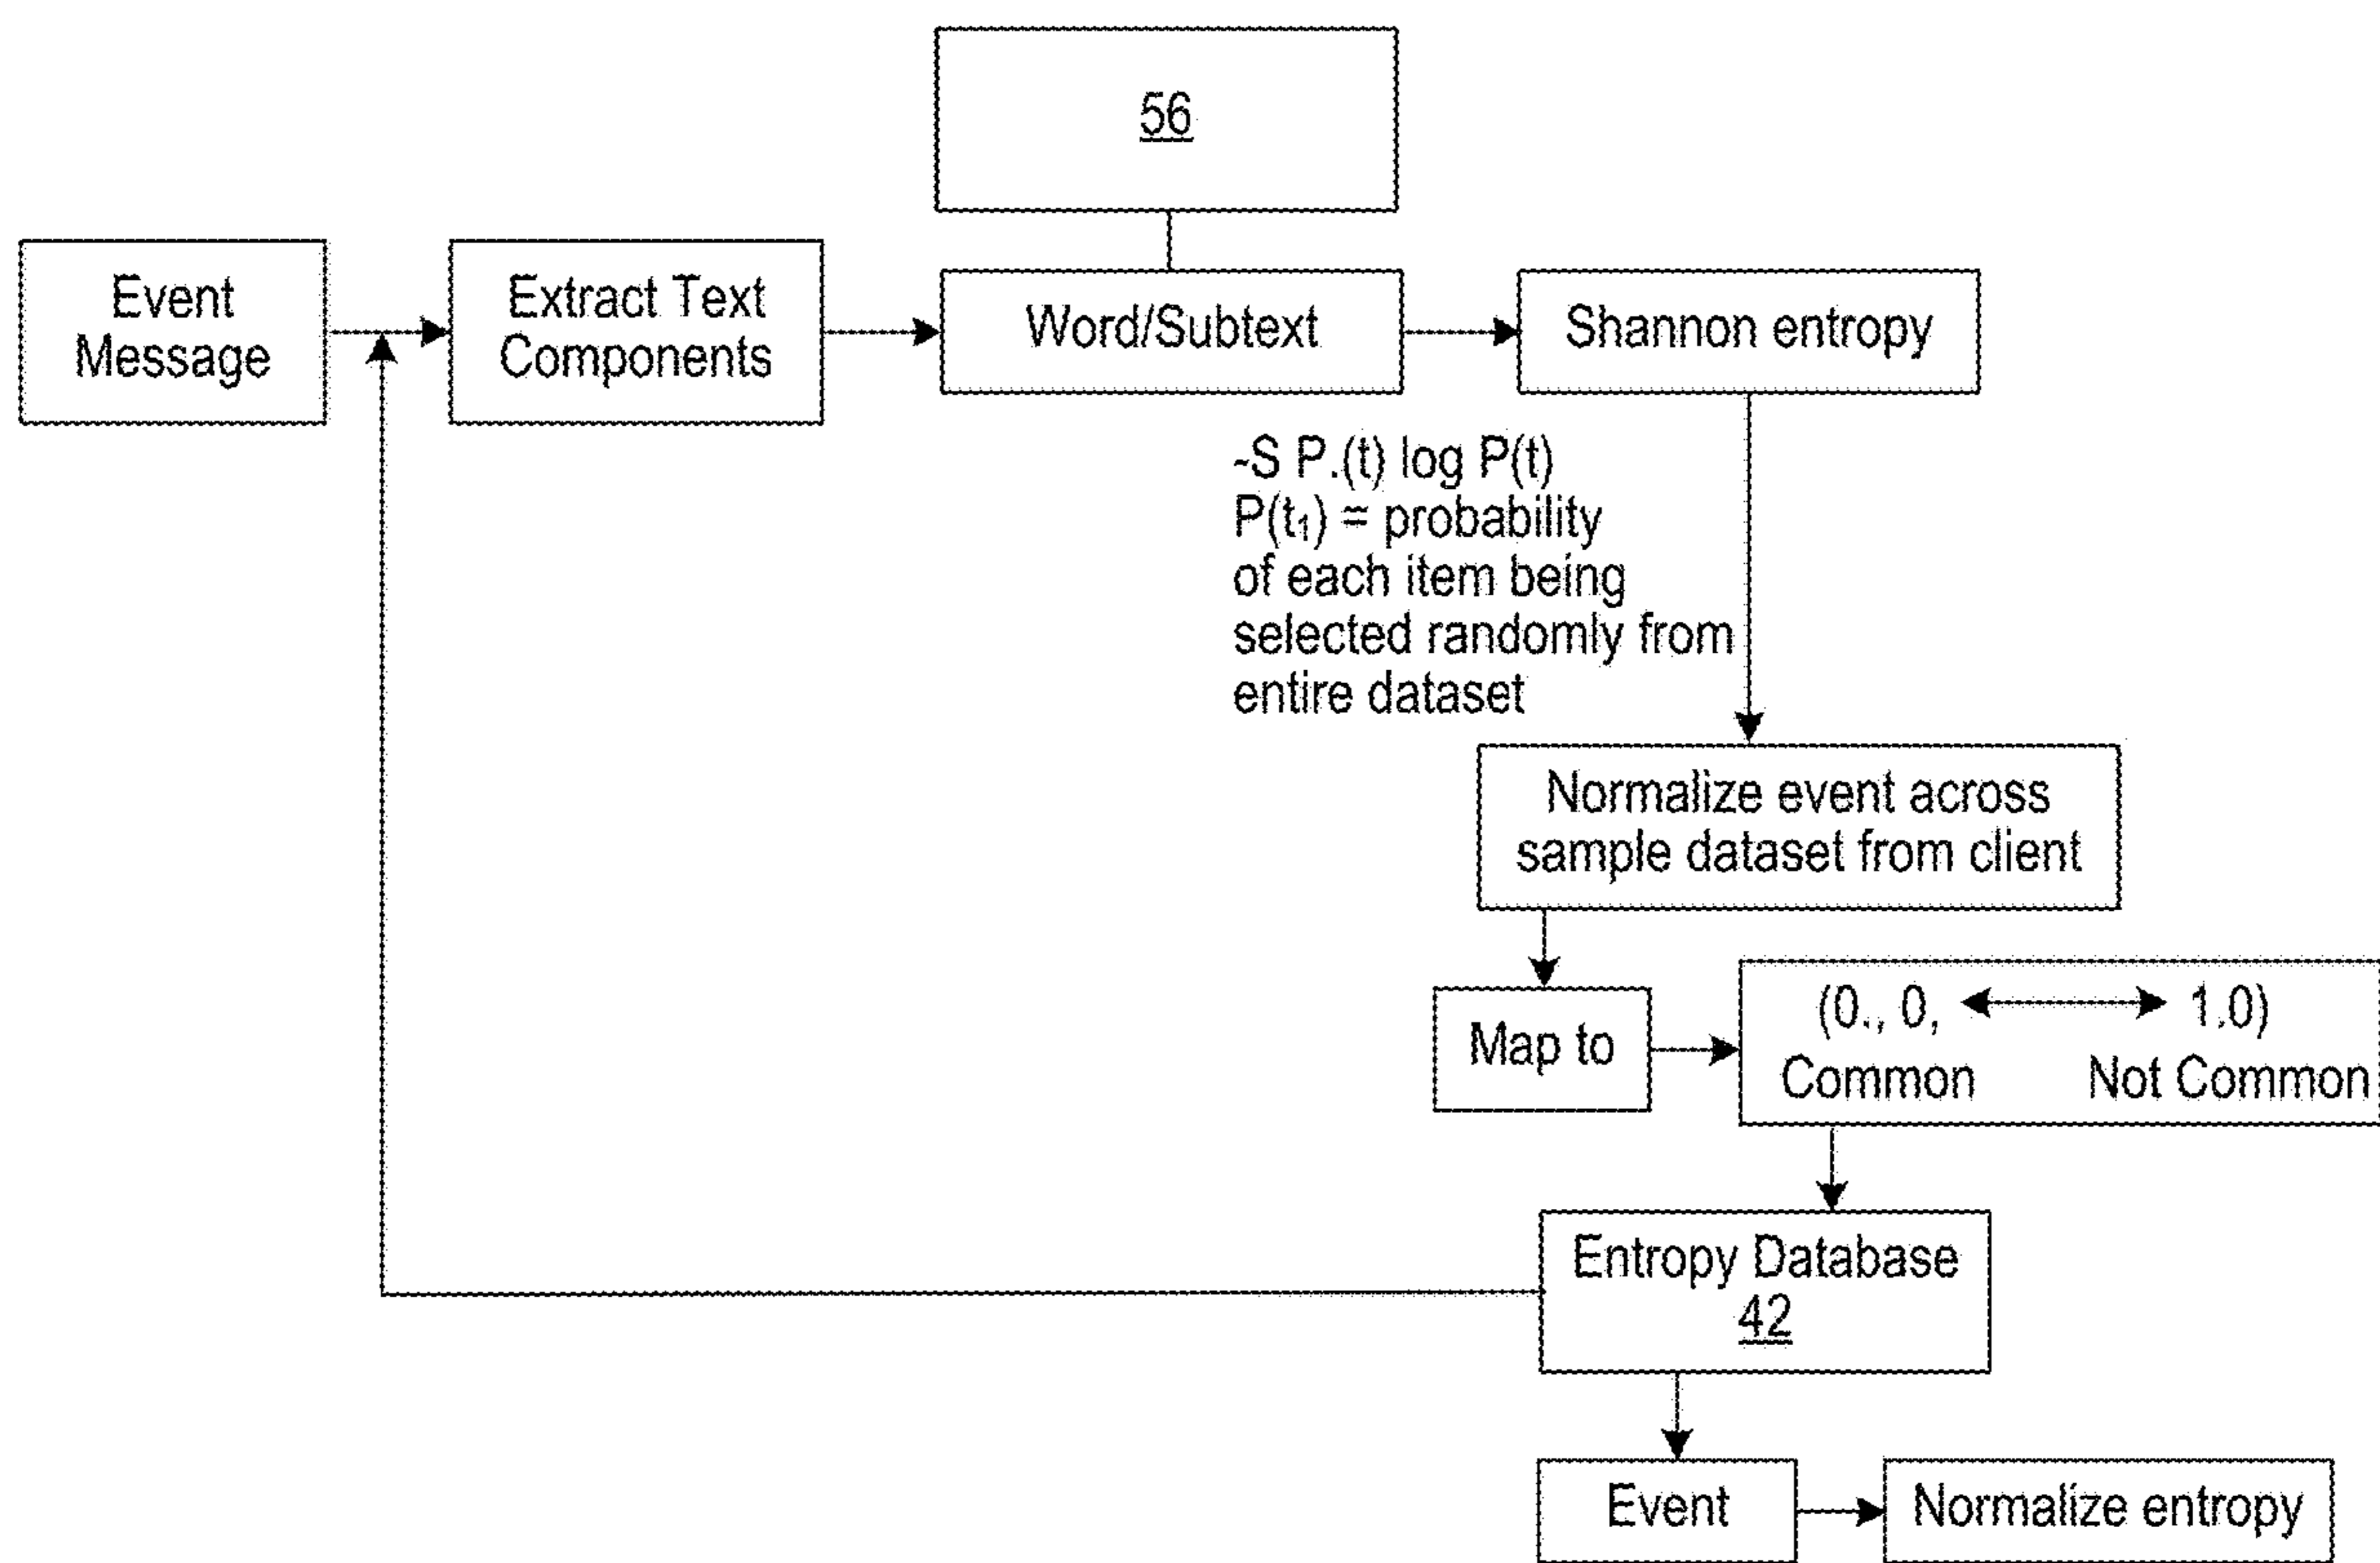 56
Event
Message
Extract Text
Components
Word/Subtext
Shannon entropy
-S P.(t) log P(t)
P(t₁) = probability
of each item being
selected randomly from
entire dataset
Normalize event across
sample dataset from client
Map to
(0., 0, 1.0)
Common Not Common
Entropy Database
42
Event
Normalize entropy